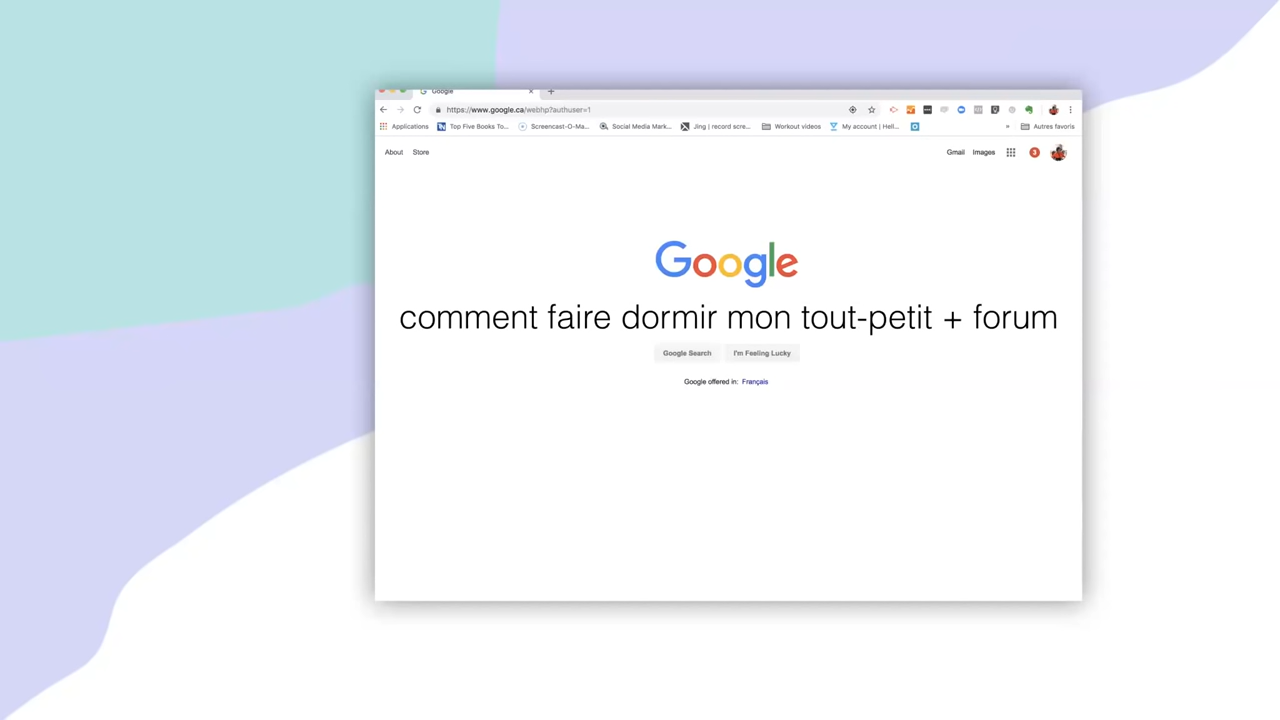 Google
https://www.google.ca/webhp?authuser=1
Applications Top Five Books To... Screencast-O-Ma... Social Media Mark... Jing | record scre... Workout videos My account | Hell... » Autres favoris
About Store Gmail Images 3
Google
comment faire dormir mon tout-petit + forum
Google Search I'm Feeling Lucky
Google offered in: Français